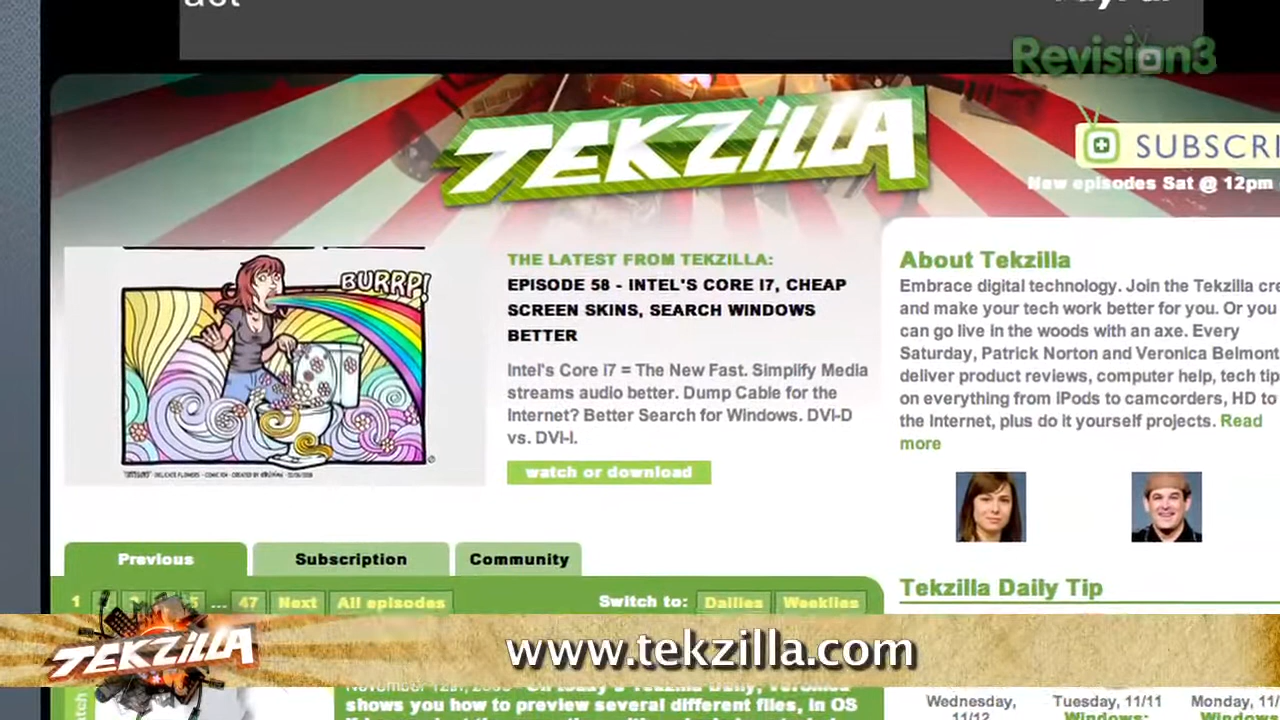 Revision3
TEKZILLA
SUBSCRI
New episodes Sat @ 12pm
BURRP!
THE LATEST FROM TEKZILLA:
EPISODE 58 - INTEL'S CORE I7, CHEAP
SCREEN SKINS, SEARCH WINDOWS
BETTER
Intel's Core i7 = The New Fast. Simplify Media
streams audio better. Dump Cable for the
Internet? Better Search for Windows. DVI-D
vs. DVI-I.
watch or download
About Tekzilla
Embrace digital technology. Join the Tekzilla cre
and make your tech work better for you. Or you
can go live in the woods with an axe. Every
Saturday, Patrick Norton and Veronica Belmont
deliver product reviews, computer help, tech tip
on everything from iPods to camcorders, HD to
the Internet, plus do it yourself projects. Read
more
Previous
Subscription
Community
1 ... 47 Next All episodes
Switch to: Dailies Weeklies
Tekzilla Daily Tip
TEKZILLA
www.tekzilla.com
shows you how to preview several different files, in OS
Wednesday,
11/12
Tuesday, 11/11
Windows:
Monday, 11/